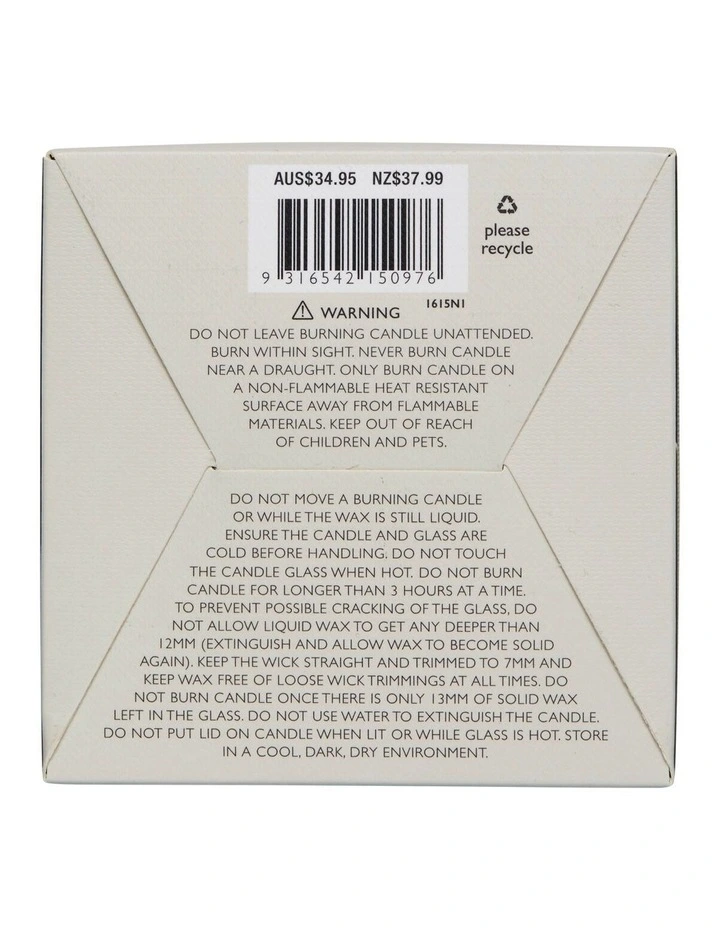 AUS$34.95 NZ$37.99
9 316542 150976
please
recycle
1615N1
⚠ WARNING
DO NOT LEAVE BURNING CANDLE UNATTENDED.
BURN WITHIN SIGHT. NEVER BURN CANDLE
NEAR A DRAUGHT. ONLY BURN CANDLE ON
A NON-FLAMMABLE HEAT RESISTANT
SURFACE AWAY FROM FLAMMABLE
MATERIALS. KEEP OUT OF REACH
OF CHILDREN AND PETS.
DO NOT MOVE A BURNING CANDLE
OR WHILE THE WAX IS STILL LIQUID.
ENSURE THE CANDLE AND GLASS ARE
COLD BEFORE HANDLING. DO NOT TOUCH
THE CANDLE GLASS WHEN HOT. DO NOT BURN
CANDLE FOR LONGER THAN 3 HOURS AT A TIME.
TO PREVENT POSSIBLE CRACKING OF THE GLASS, DO
NOT ALLOW LIQUID WAX TO GET ANY DEEPER THAN
12MM (EXTINGUISH AND ALLOW WAX TO BECOME SOLID
AGAIN). KEEP THE WICK STRAIGHT AND TRIMMED TO 7MM AND
KEEP WAX FREE OF LOOSE WICK TRIMMINGS AT ALL TIMES. DO
NOT BURN CANDLE ONCE THERE IS ONLY 13MM OF SOLID WAX
LEFT IN THE GLASS. DO NOT USE WATER TO EXTINGUISH THE CANDLE.
DO NOT PUT LID ON CANDLE WHEN LIT OR WHILE GLASS IS HOT. STORE
IN A COOL, DARK, DRY ENVIRONMENT.